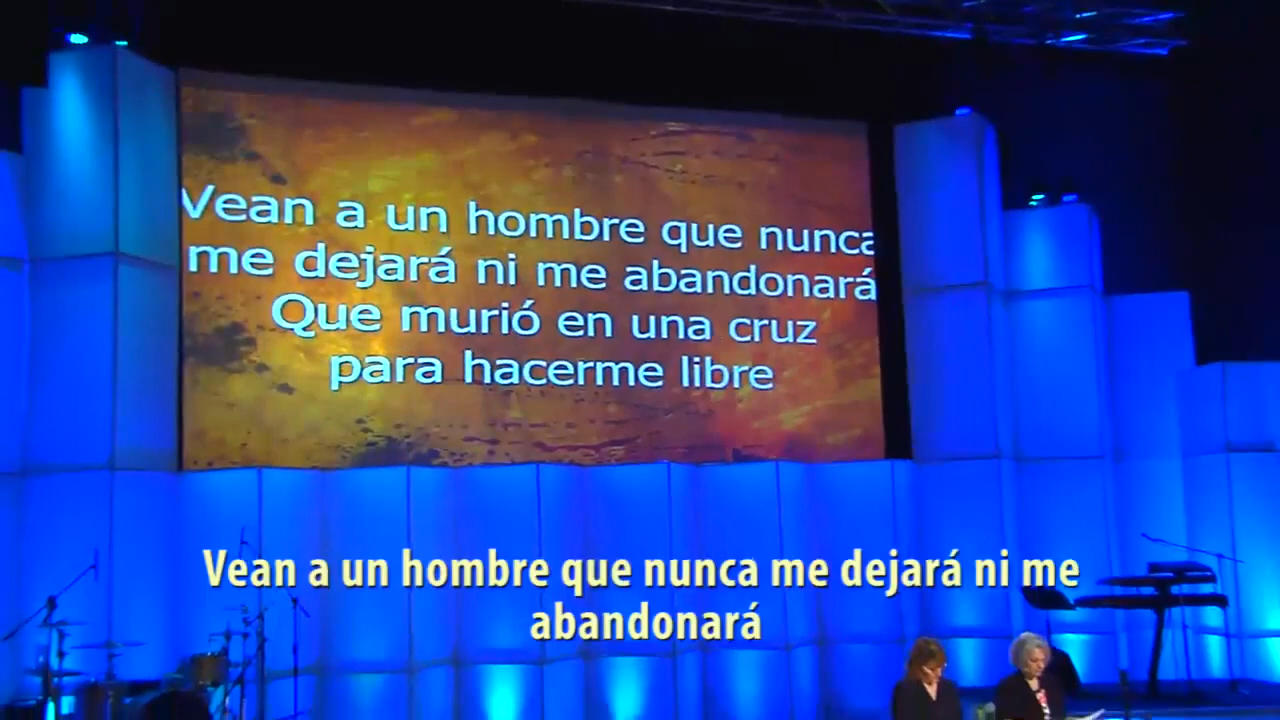 Vean a un hombre que nunca
me dejará ni me abandonará
Que murió en una cruz
para hacerme libre
Vean a un hombre que nunca me dejará ni me
abandonará